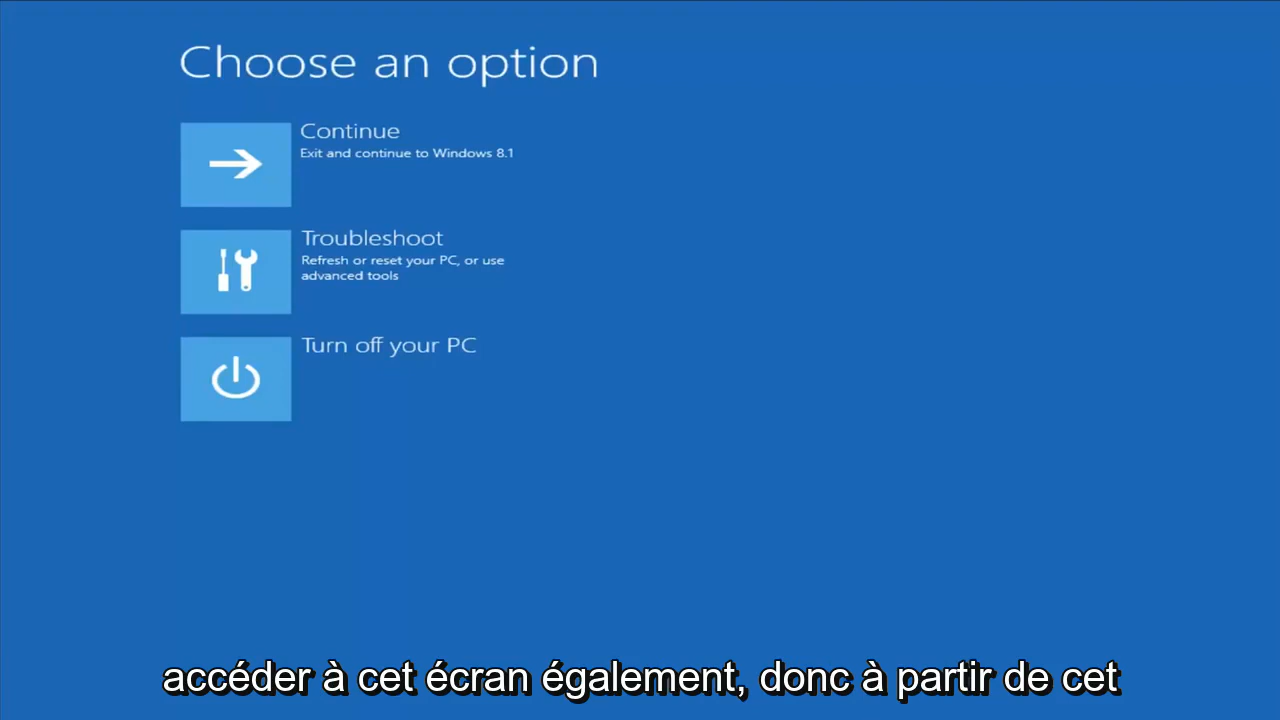 Choose an option
Continue
Exit and continue to Windows 8.1
Troubleshoot
Refresh or reset your PC, or use
advanced tools
Turn off your PC
accéder à cet écran également, donc à partir de cet